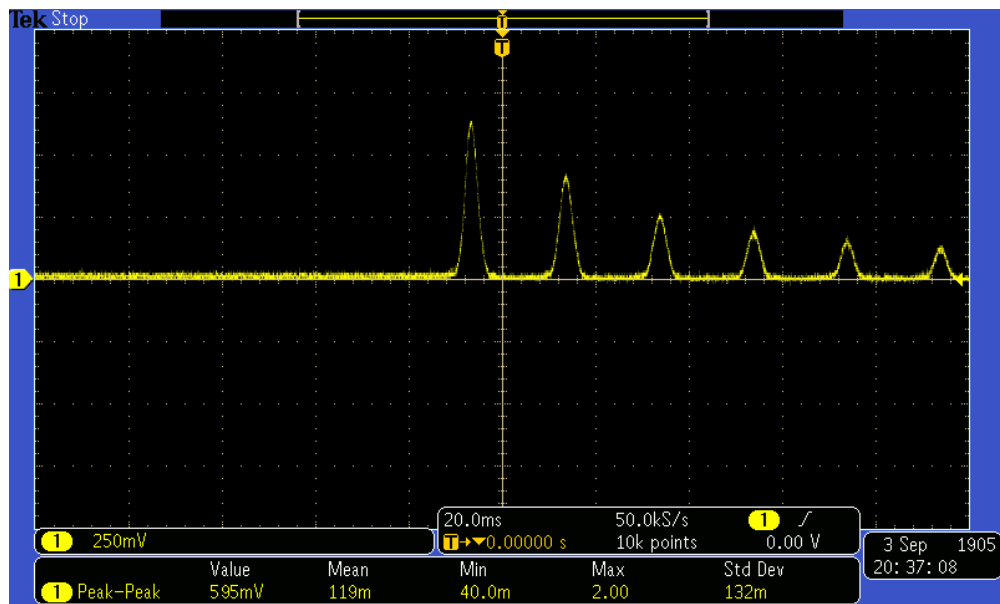 Tek Stop
T
T
1
1 250mV
20.0ms 50.0kS/s 1
T→▼0.00000 s 10k points 0.00 V
3 Sep 1905
20:37:08
Value Mean Min Max Std Dev
1 Peak-Peak 595mV 119m 40.0m 2.00 132m